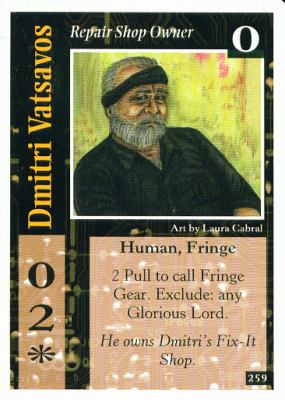 Dmitri Vatsavos
Repair Shop Owner
0
Art by Laura Cabral
0
2
*
Human, Fringe
2 Pull to call Fringe
Gear. Exclude: any
Glorious Lord.
He owns Dmitri's Fix-It
Shop.
259